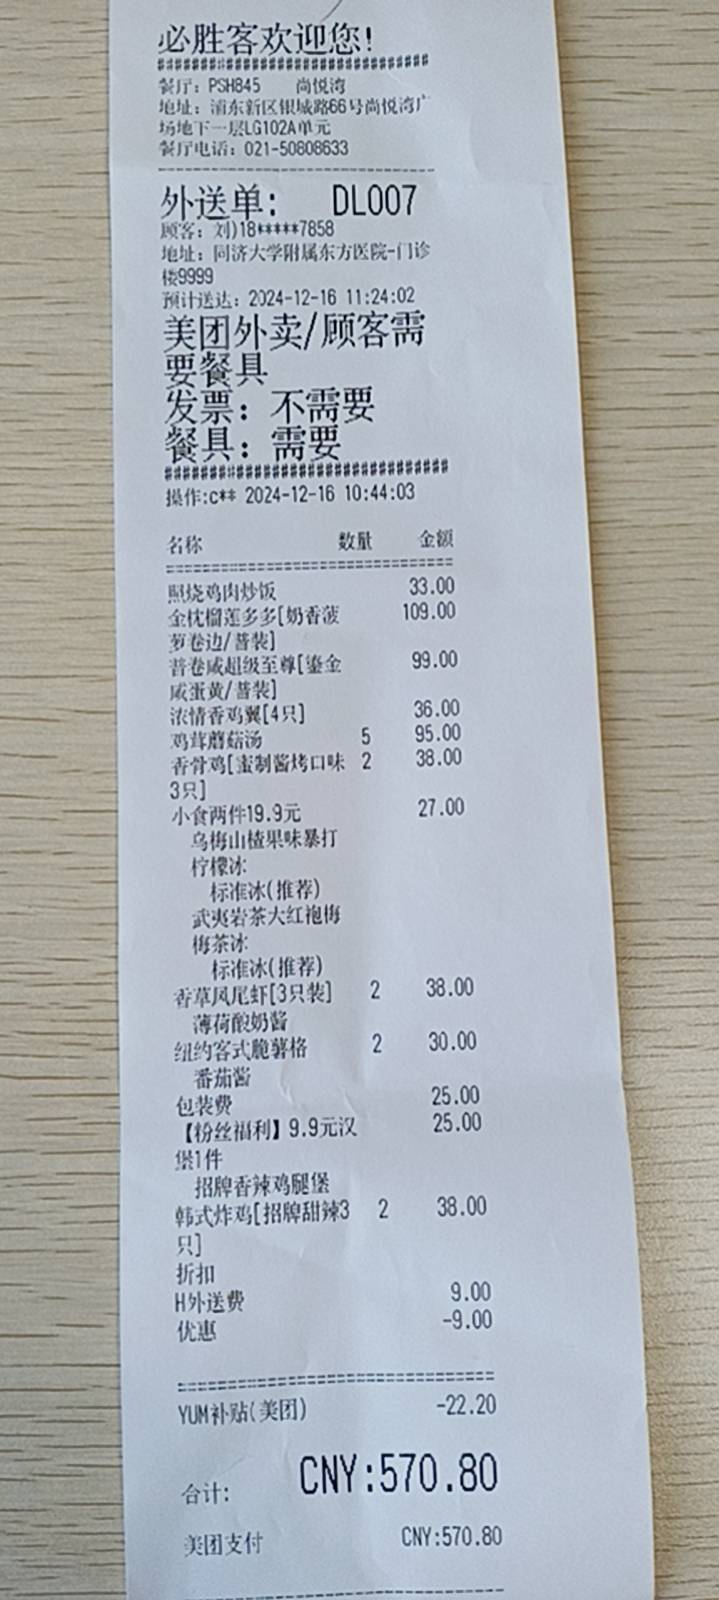 必胜客欢迎您!
################################
餐厅: PSH845 尚悦湾
地址: 浦东新区银城路66号尚悦湾广
场地下一层LG102A单元
餐厅电话: 021-50808633
外送单: DL007
顾客: 刘)18*****7858
地址: 同济大学附属东方医院-门诊
楼9999
预计送达: 2024-12-16 11:24:02
美团外卖/顾客需
要餐具
发票: 不需要
餐具: 需要
################################
操作:c** 2024-12-16 10:44:03
名称 数量 金额
================================
照烧鸡肉炒饭 33.00
金枕榴莲多多[奶香菠 109.00
萝卷边/普装]
普卷咸超级至尊[鎏金 99.00
咸蛋黄/普装]
浓情香鸡翼[4只] 36.00
鸡茸蘑菇汤 5 95.00
香骨鸡[蜜制酱烤口味 2 38.00
3只]
小食两件19.9元 27.00
乌梅山楂果味暴打
柠檬冰
标准冰(推荐)
武夷岩茶大红袍梅
梅茶冰
标准冰(推荐)
香草凤尾虾[3只装] 2 38.00
薄荷酸奶酱
纽约客式脆薯格 2 30.00
番茄酱
包装费 25.00
【粉丝福利】9.9元汉 25.00
堡1件
招牌香辣鸡腿堡
韩式炸鸡[招牌甜辣3 2 38.00
只]
折扣
H外送费 9.00
优惠 -9.00
================================
YUM补贴(美团) -22.20
合计: CNY:570.80
美团支付 CNY:570.80